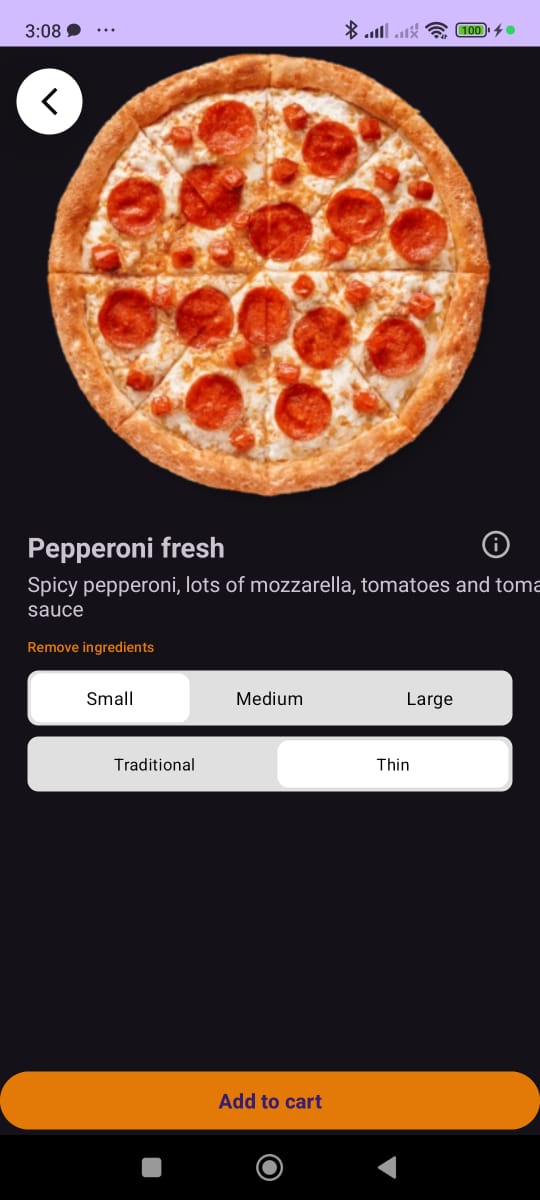 3:08
100
Pepperoni fresh
Spicy pepperoni, lots of mozzarella, tomatoes and toma
sauce
Remove ingredients
Small Medium Large
Traditional Thin
Add to cart